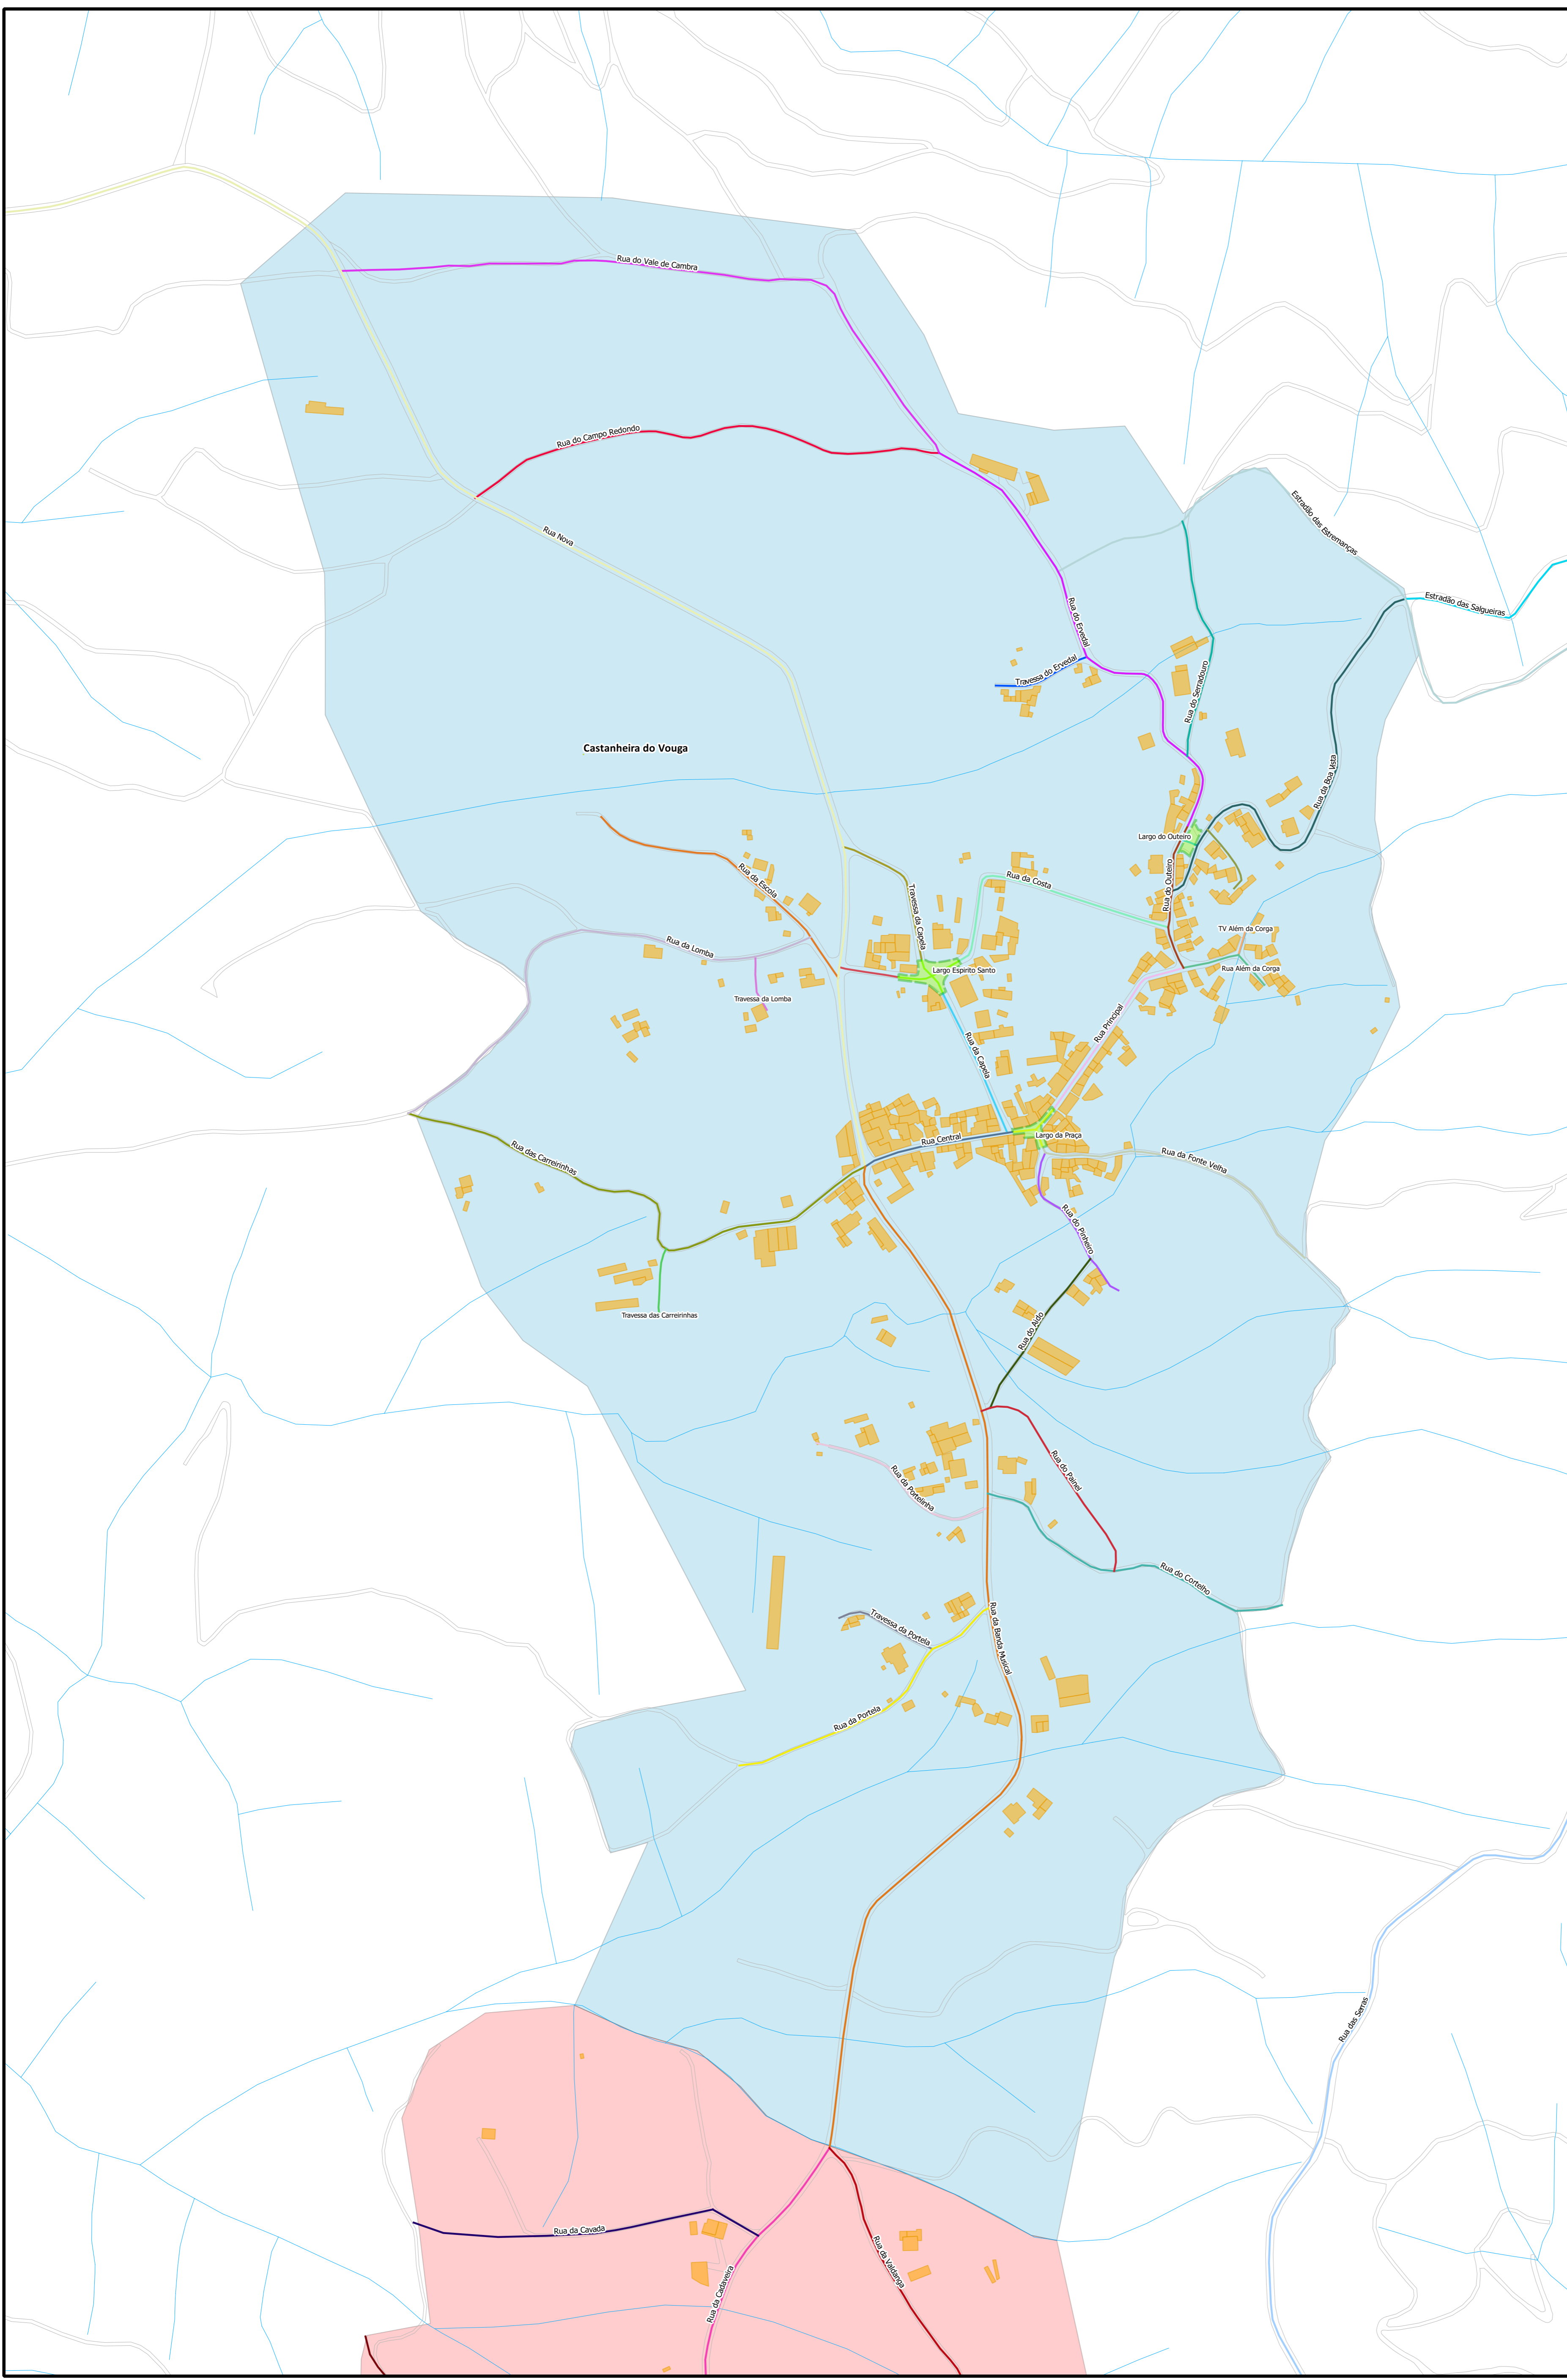 Rua do Vale de Cambra
Rua do Campo Redondo
Estradão das Estremanças
Rua Nova
Estradão das Salgueiras
Rua do Ervedal
Travessa do Ervedal
Rua do Serradouro
Castanheira do Vouga
Rua da Boa Vista
Largo do Outeiro
Rua da Escola
Rua da Costa
Rua do Outeiro
Travessa da Capela
TV Além da Corga
Rua da Lomba
Largo Espirito Santo
Rua Além da Corga
Travessa da Lomba
Rua Principal
Rua da Capela
Largo da Praça
Rua Central
Rua das Carreirinhas
Rua da Fonte Velha
Rua do Pinheiro
Travessa das Carreirinhas
Rua do Aido
Rua do Painel
Rua da Portelinha
Rua do Cortelho
Travessa da Portela
Rua da Banda Musical
Rua da Portela
Rua das Serras
Rua da Cavada
Rua da Valdanga
Rua da Cadaveira